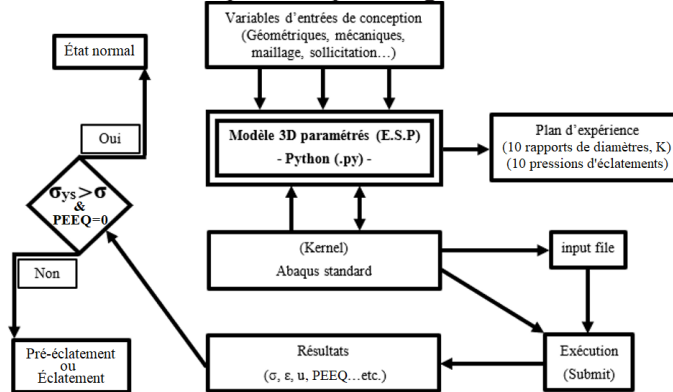 Variables d'entrées de conception
(Géométriques, mécaniques,
maillage, sollicitation…)
État normal
Oui
Modèle 3D paramétrés (E.S.P)
- Python (.py) -
Plan d'expérience
(10 rapports de diamètres, K)
(10 pressions d'éclatements)
σys>σ
&
PEEQ=0
Non
(Kernel)
Abaqus standard
input file
Pré-éclatement
ou
Éclatement
Résultats
(σ, ε, u, PEEQ…etc.)
Exécution
(Submit)